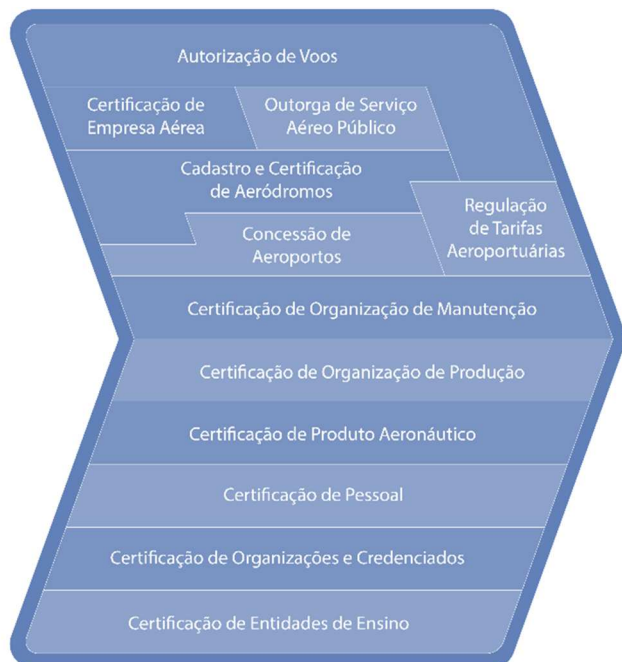 Autorização de Voos
Certificação de
Empresa Aérea
Outorga de Serviço
Aéreo Público
Cadastro e Certificação
de Aeródromos
Regulação
de Tarifas
Aeroportuárias
Concessão de
Aeroportos
Certificação de Organização de Manutenção
Certificação de Organização de Produção
Certificação de Produto Aeronáutico
Certificação de Pessoal
Certificação de Organizações e Credenciados
Certificação de Entidades de Ensino